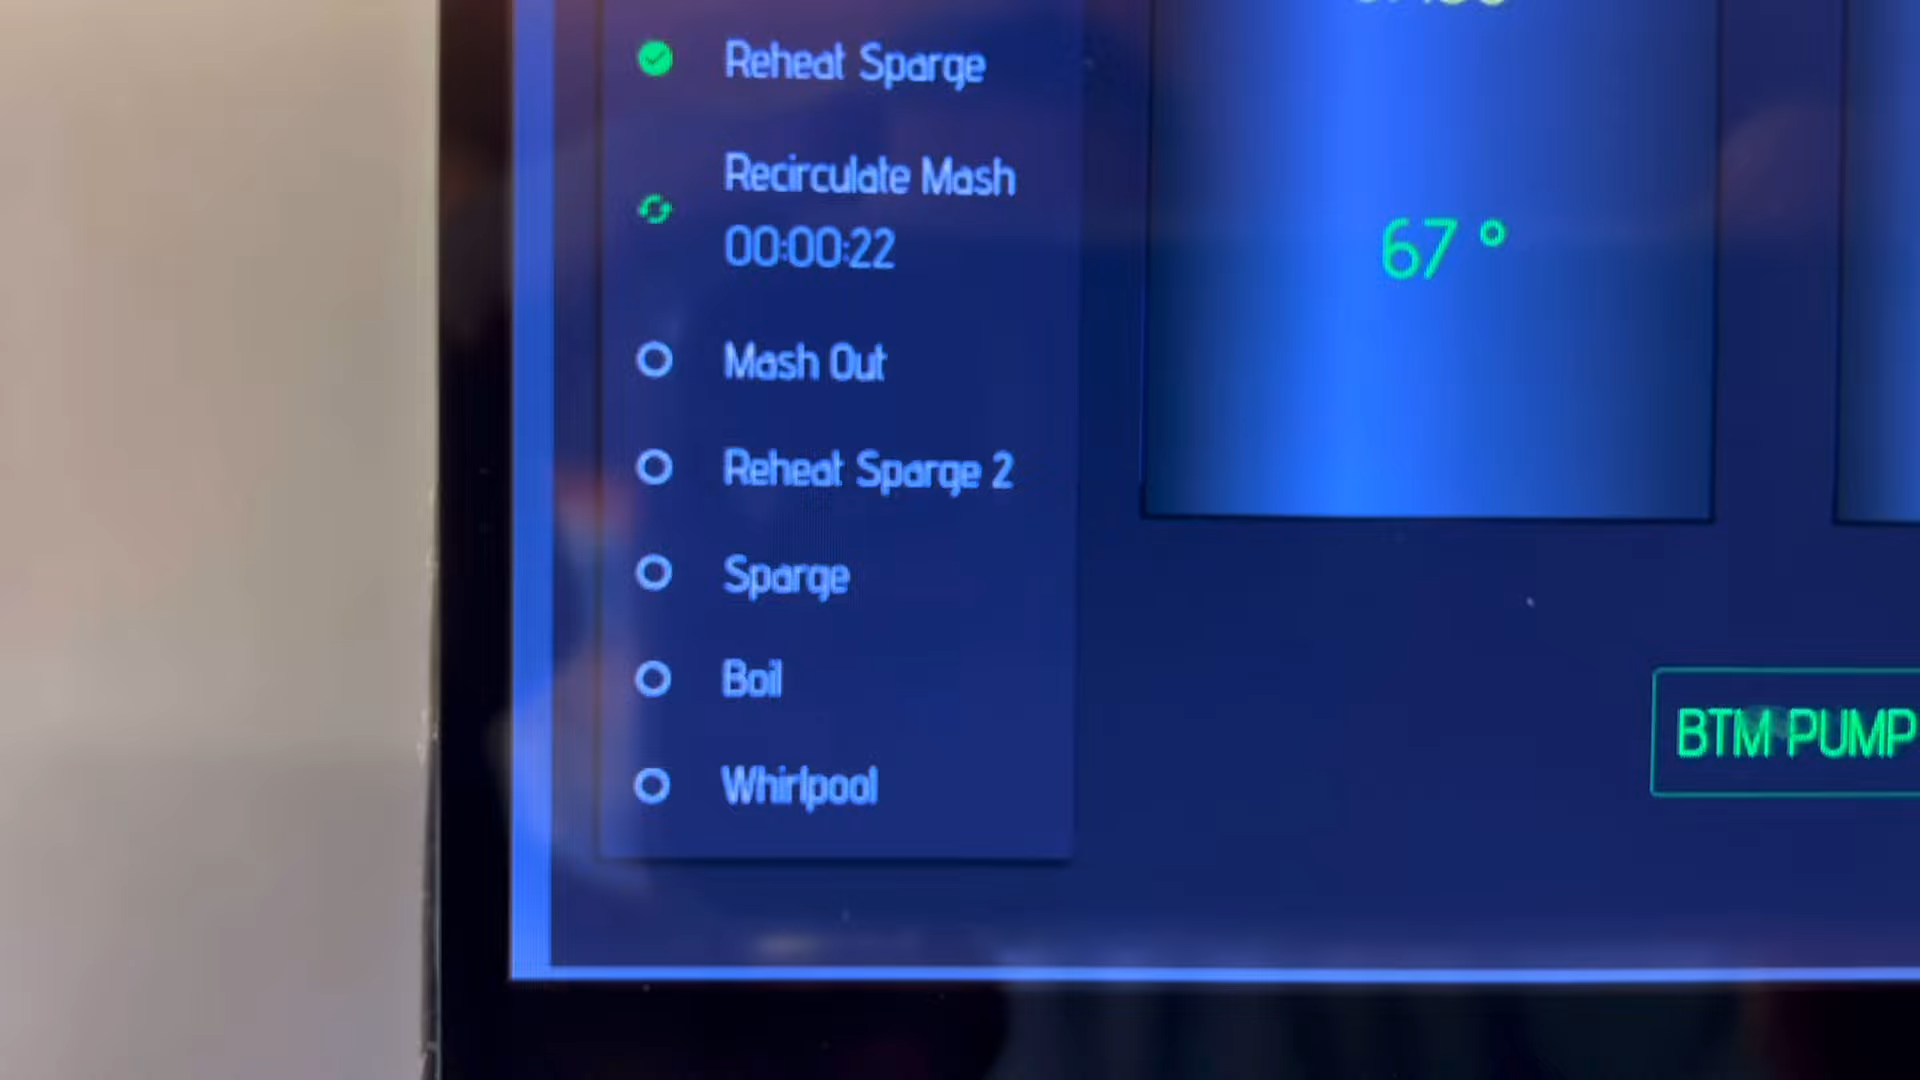 Reheat Sparge
Recirculate Mash
00:00:22
Mash Out
Reheat Sparge 2
Sparge
Boil
Whirlpool
67 °
BTM PUMP